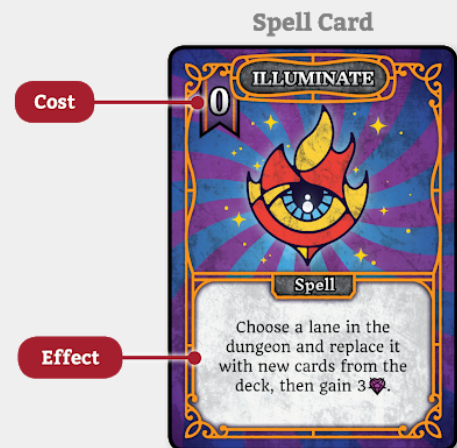 Spell Card
ILLUMINATE
Cost
0
Spell
Effect
Choose a lane in the
dungeon and replace it
with new cards from the
deck, then gain 3.